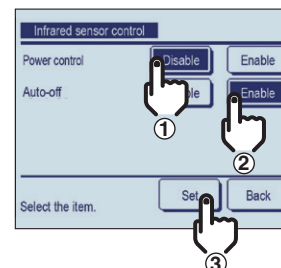 Infrared sensor control
Power control Disable Enable
Auto-off Enable
①
②
Select the item. Set Back
③